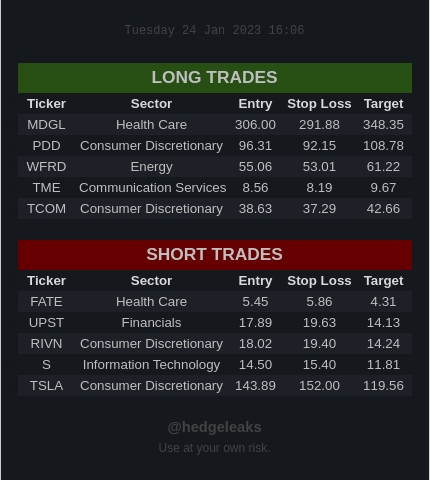 Tuesday 24 Jan 2023 16:06
LONG TRADES
Ticker Sector Entry Stop Loss Target
MDGL Health Care 306.00 291.88 348.35
PDD Consumer Discretionary 96.31 92.15 108.78
WFRD Energy 55.06 53.01 61.22
TME Communication Services 8.56 8.19 9.67
TCOM Consumer Discretionary 38.63 37.29 42.66
SHORT TRADES
Ticker Sector Entry Stop Loss Target
FATE Health Care 5.45 5.86 4.31
UPST Financials 17.89 19.63 14.13
RIVN Consumer Discretionary 18.02 19.40 14.24
S Information Technology 14.50 15.40 11.81
TSLA Consumer Discretionary 143.89 152.00 119.56
@hedgeleaks
Use at your own risk.